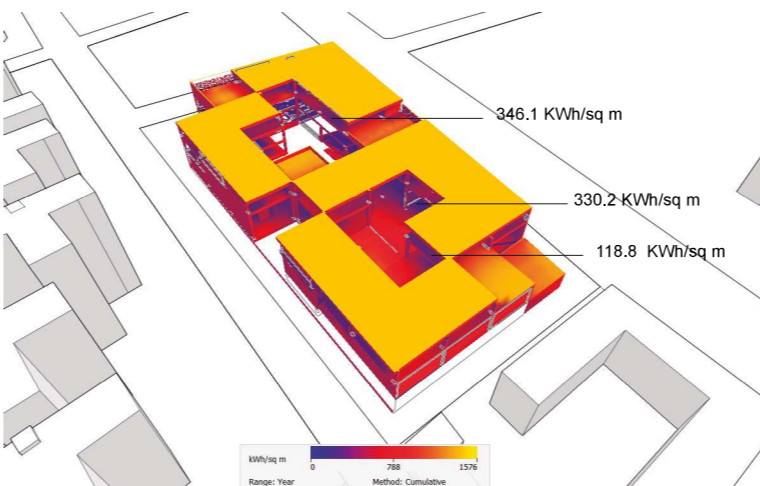 346.1 KWh/sq m
330.2 KWh/sq m
118.8 KWh/sq m
kWh/sq m
0 788 1576
Range: Year Method: Cumulative